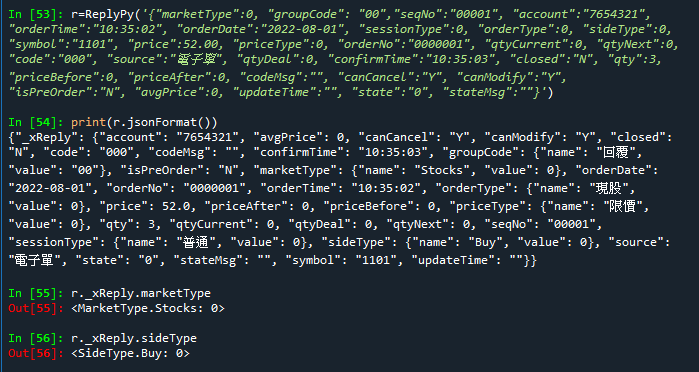 In [53]: r=ReplyPy('{"marketType":0, "groupCode": "00","seqNo":"00001", "account":"7654321",
"orderTime":"10:35:02", "orderDate":"2022-08-01", "sessionType":0, "orderType":0, "sideType":0,
"symbol":"1101", "price":52.00, "priceType":0, "orderNo":"0000001", "qtyCurrent":0, "qtyNext":0,
"code":"000", "source":"電子單", "qtyDeal":0, "confirmTime":"10:35:03", "closed":"N", "qty":3,
"priceBefore":0, "priceAfter":0, "codeMsg":"", "canCancel":"Y", "canModify":"Y",
"isPreOrder":"N", "avgPrice":0, "updateTime":"", "state":"0", "stateMsg":""}')
In [54]: print(r.jsonFormat())
{"_xReply": {"account": "7654321", "avgPrice": 0, "canCancel": "Y", "canModify": "Y", "closed":
"N", "code": "000", "codeMsg": "", "confirmTime": "10:35:03", "groupCode": {"name": "回覆",
"value": "00"}, "isPreOrder": "N", "marketType": {"name": "Stocks", "value": 0}, "orderDate":
"2022-08-01", "orderNo": "0000001", "orderTime": "10:35:02", "orderType": {"name": "現股",
"value": 0}, "price": 52.0, "priceAfter": 0, "priceBefore": 0, "priceType": {"name": "限價",
"value": 0}, "qty": 3, "qtyCurrent": 0, "qtyDeal": 0, "qtyNext": 0, "seqNo": "00001",
"sessionType": {"name": "普通", "value": 0}, "sideType": {"name": "Buy", "value": 0}, "source":
"電子單", "state": "0", "stateMsg": "", "symbol": "1101", "updateTime": ""}}
In [55]: r._xReply.marketType
Out[55]: <MarketType.Stocks: 0>
In [56]: r._xReply.sideType
Out[56]: <SideType.Buy: 0>